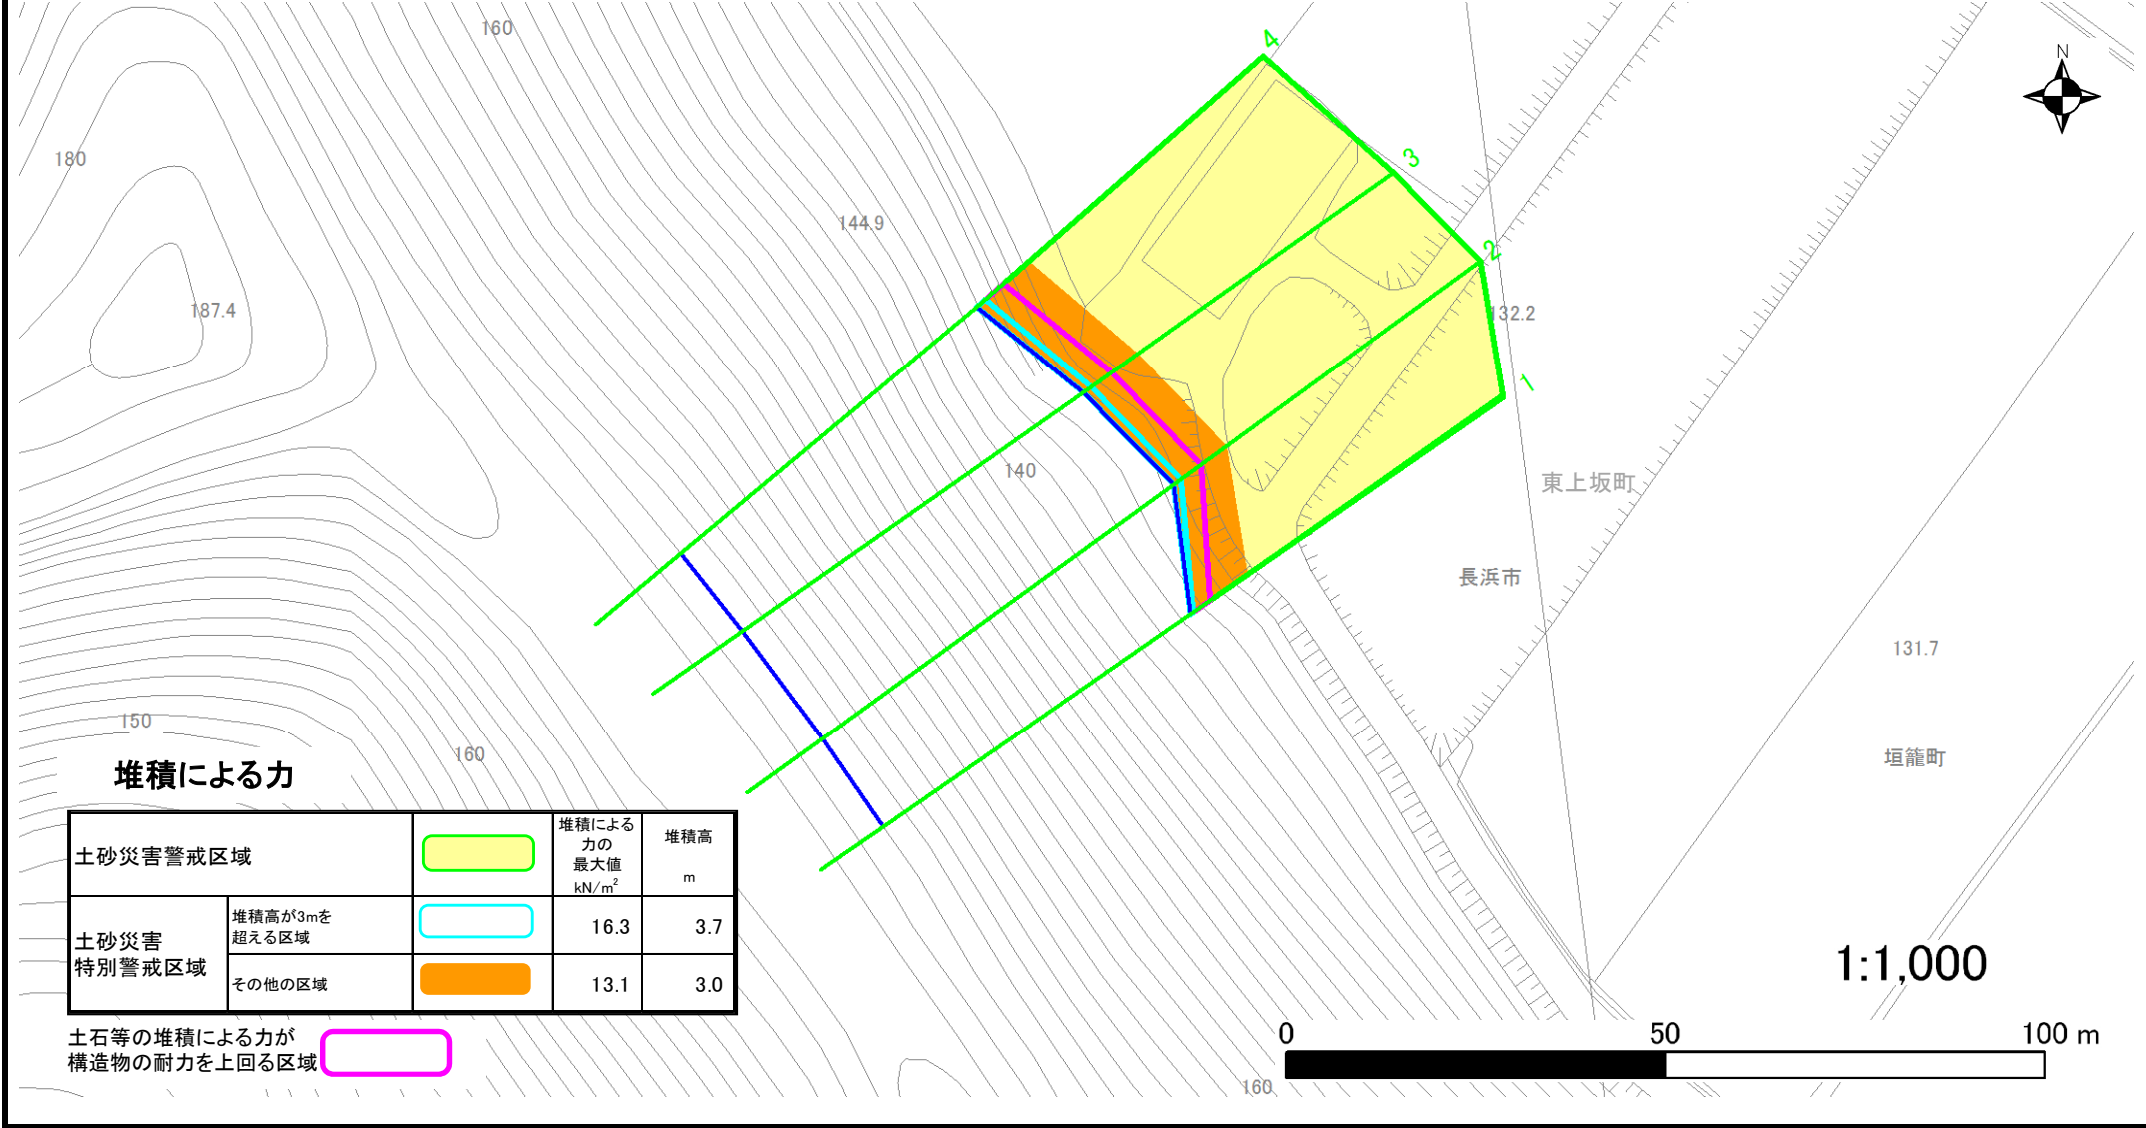 160
N
4
180
3
144.9
2
187.4
132.2
1
140
東上坂町
長浜市
131.7
150
160
垣籠町
堆積による力
土砂災害警戒区域
堆積による
力の
最大値
kN/m²
堆積高
m
土砂災害
特別警戒区域
堆積高が3mを
超える区域
16.3
3.7
その他の区域
13.1
3.0
1:1,000
土石等の堆積による力が
構造物の耐力を上回る区域
0
50
100 m
160